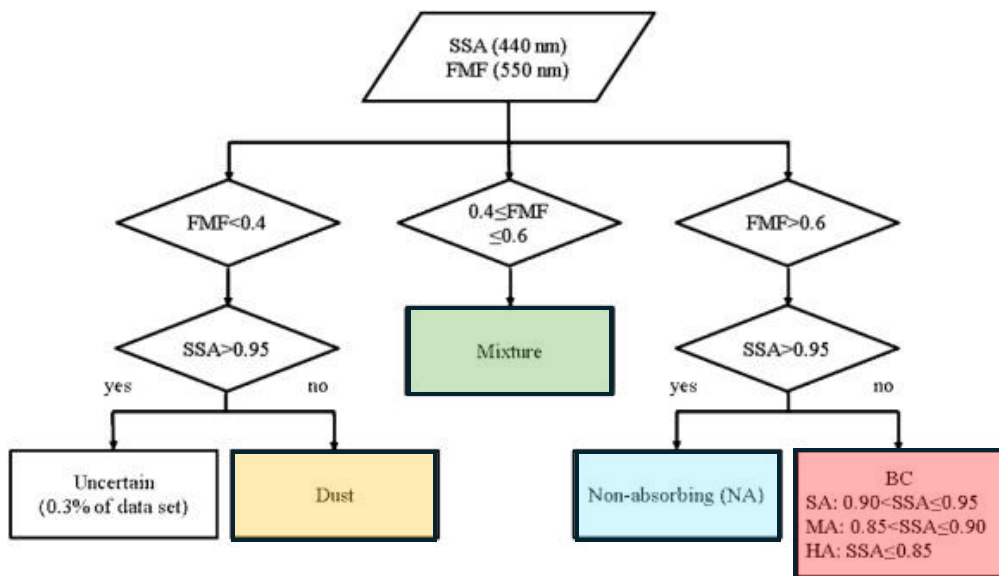 SSA (440 nm)
FMF (550 nm)
FMF<0.4
0.4≤FMF
≤0.6
FMF>0.6
SSA>0.95
Mixture
SSA>0.95
yes
no
yes
no
Uncertain
(0.3% of data set)
Dust
Non-absorbing (NA)
BC
SA: 0.90<SSA≤0.95
MA: 0.85<SSA≤0.90
HA: SSA≤0.85